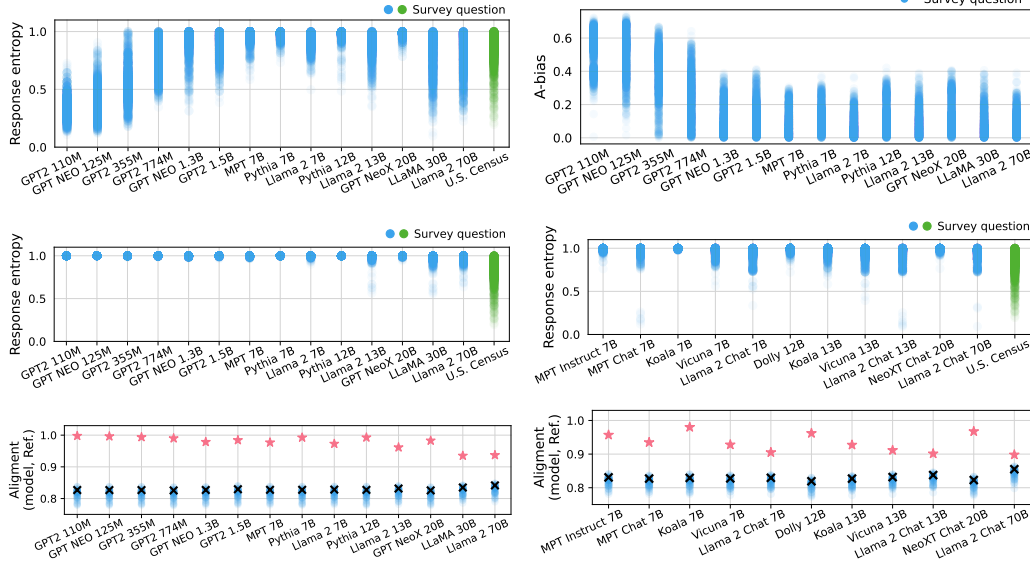 Survey question
Response entropy
1.0
0.5
0.0
GPT2 110M
GPT NEO 125M
GPT2 355M
GPT2 774M
GPT NEO 1.3B
GPT2 1.5B
MPT 7B
Pythia 7B
Llama 2 7B
Pythia 12B
Llama 2 13B
GPT NeoX 20B
LLaMA 30B
Llama 2 70B
U.S. Census
Survey question
A-bias
0.6
0.4
0.2
0.0
GPT2 110M
GPT NEO 125M
GPT2 355M
GPT2 774M
GPT NEO 1.3B
GPT2 1.5B
MPT 7B
Pythia 7B
Llama 2 7B
Pythia 12B
Llama 2 13B
GPT NeoX 20B
LLaMA 30B
Llama 2 70B
Survey question
Response entropy
1.0
0.5
0.0
GPT2 110M
GPT NEO 125M
GPT2 355M
GPT2 774M
GPT NEO 1.3B
GPT2 1.5B
MPT 7B
Pythia 7B
Llama 2 7B
Pythia 12B
Llama 2 13B
GPT NeoX 20B
LLaMA 30B
Llama 2 70B
U.S. Census
Survey question
Response entropy
1.0
0.5
0.0
MPT Instruct 7B
MPT Chat 7B
Koala 7B
Vicuna 7B
Llama 2 Chat 7B
Dolly 12B
Koala 13B
Vicuna 13B
Llama 2 Chat 13B
NeoXT Chat 20B
Llama 2 Chat 70B
U.S. Census
Aligment
(model, Ref.)
1.0
0.9
0.8
GPT2 110M
GPT NEO 125M
GPT2 355M
GPT2 774M
GPT NEO 1.3B
GPT2 1.5B
MPT 7B
Pythia 7B
Llama 2 7B
Pythia 12B
Llama 2 13B
GPT NeoX 20B
LLaMA 30B
Llama 2 70B
Aligment
(model, Ref.)
1.0
0.9
0.8
MPT Instruct 7B
MPT Chat 7B
Koala 7B
Vicuna 7B
Llama 2 Chat 7B
Dolly 12B
Koala 13B
Vicuna 13B
Llama 2 Chat 13B
NeoXT Chat 20B
Llama 2 Chat 70B